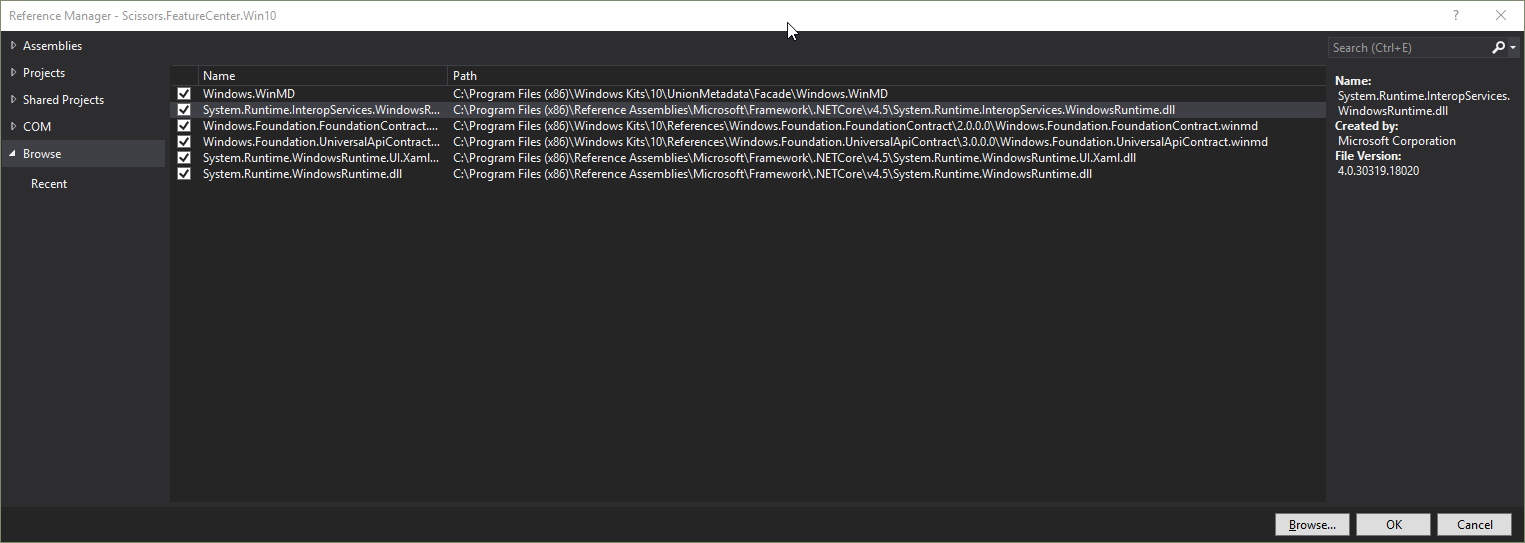 Reference Manager - Scissors.FeatureCenter.Win10
?
Assemblies
Projects
Shared Projects
COM
Browse
Recent
Name Path
Windows.WinMD C:\Program Files (x86)\Windows Kits\10\UnionMetadata\Facade\Windows.WinMD
System.Runtime.InteropServices.WindowsR... C:\Program Files (x86)\Reference Assemblies\Microsoft\Framework\.NETCore\v4.5\System.Runtime.InteropServices.WindowsRuntime.dll
Windows.Foundation.FoundationContract.... C:\Program Files (x86)\Windows Kits\10\References\Windows.Foundation.FoundationContract\2.0.0.0\Windows.Foundation.FoundationContract.winmd
Windows.Foundation.UniversalApiContract... C:\Program Files (x86)\Windows Kits\10\References\Windows.Foundation.UniversalApiContract\3.0.0.0\Windows.Foundation.UniversalApiContract.winmd
System.Runtime.WindowsRuntime.UI.Xaml... C:\Program Files (x86)\Reference Assemblies\Microsoft\Framework\.NETCore\v4.5\System.Runtime.WindowsRuntime.UI.Xaml.dll
System.Runtime.WindowsRuntime.dll C:\Program Files (x86)\Reference Assemblies\Microsoft\Framework\.NETCore\v4.5\System.Runtime.WindowsRuntime.dll
Search (Ctrl+E)
Name:
System.Runtime.InteropServices.
WindowsRuntime.dll
Created by:
Microsoft Corporation
File Version:
4.0.30319.18020
Browse... OK Cancel